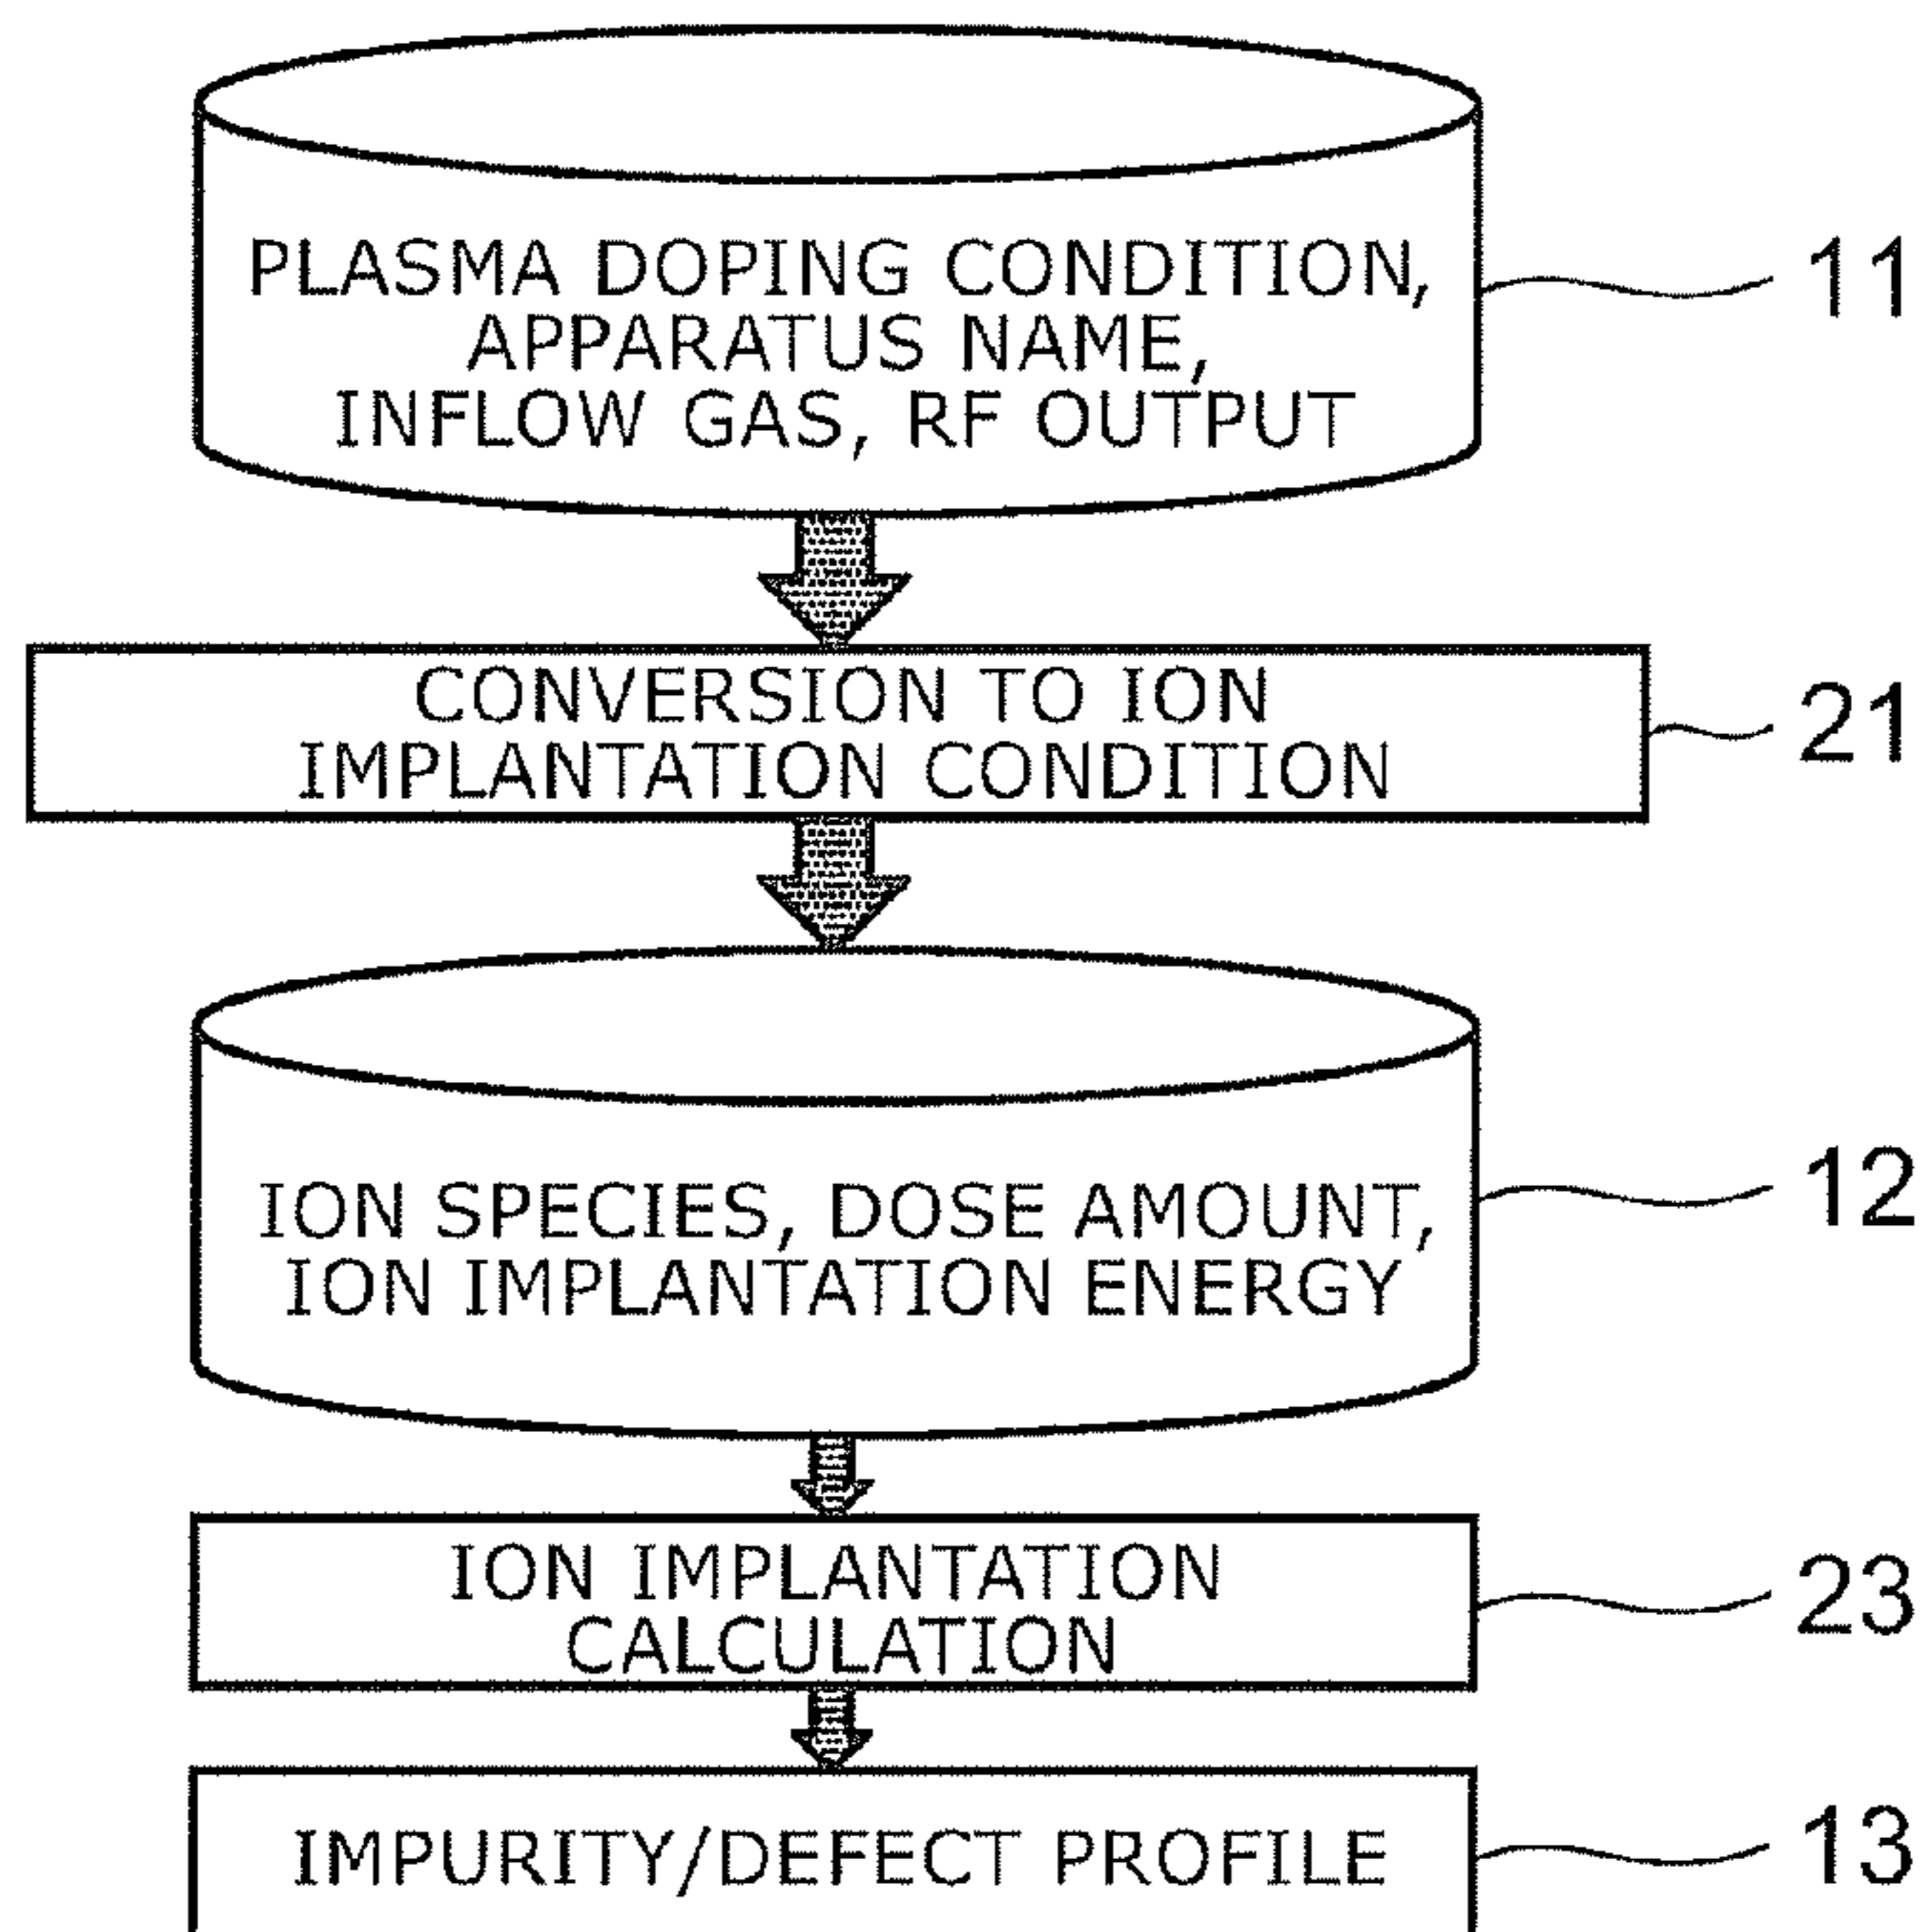 PLASMA DOPING CONDITION,
APPARATUS NAME,
INFLOW GAS, RF OUTPUT
11
CONVERSION TO ION
IMPLANTATION CONDITION
21
ION SPECIES, DOSE AMOUNT,
ION IMPLANTATION ENERGY
12
ION IMPLANTATION
CALCULATION
23
IMPURITY/DEFECT PROFILE
13